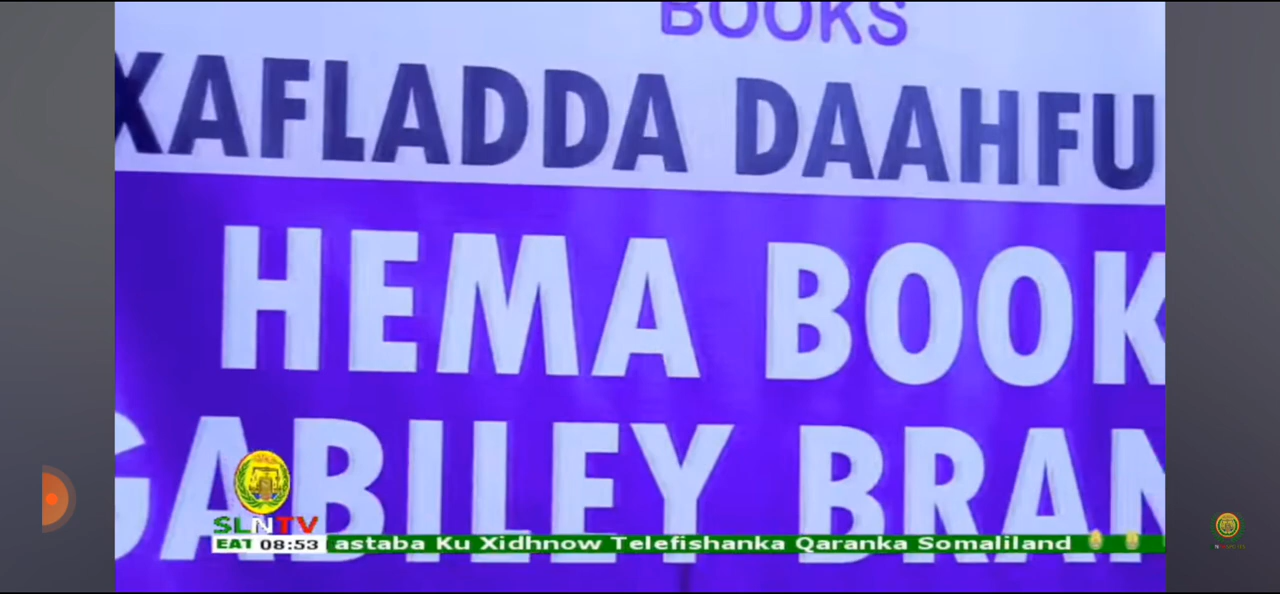 BOOKS
XAFLADDA DAAHFU
HEMA BOOK
GABILEY BRAN
SLNTV
EAT 08:53 astaba Ku Xidhnow Telefishanka Qaranka Somaliland